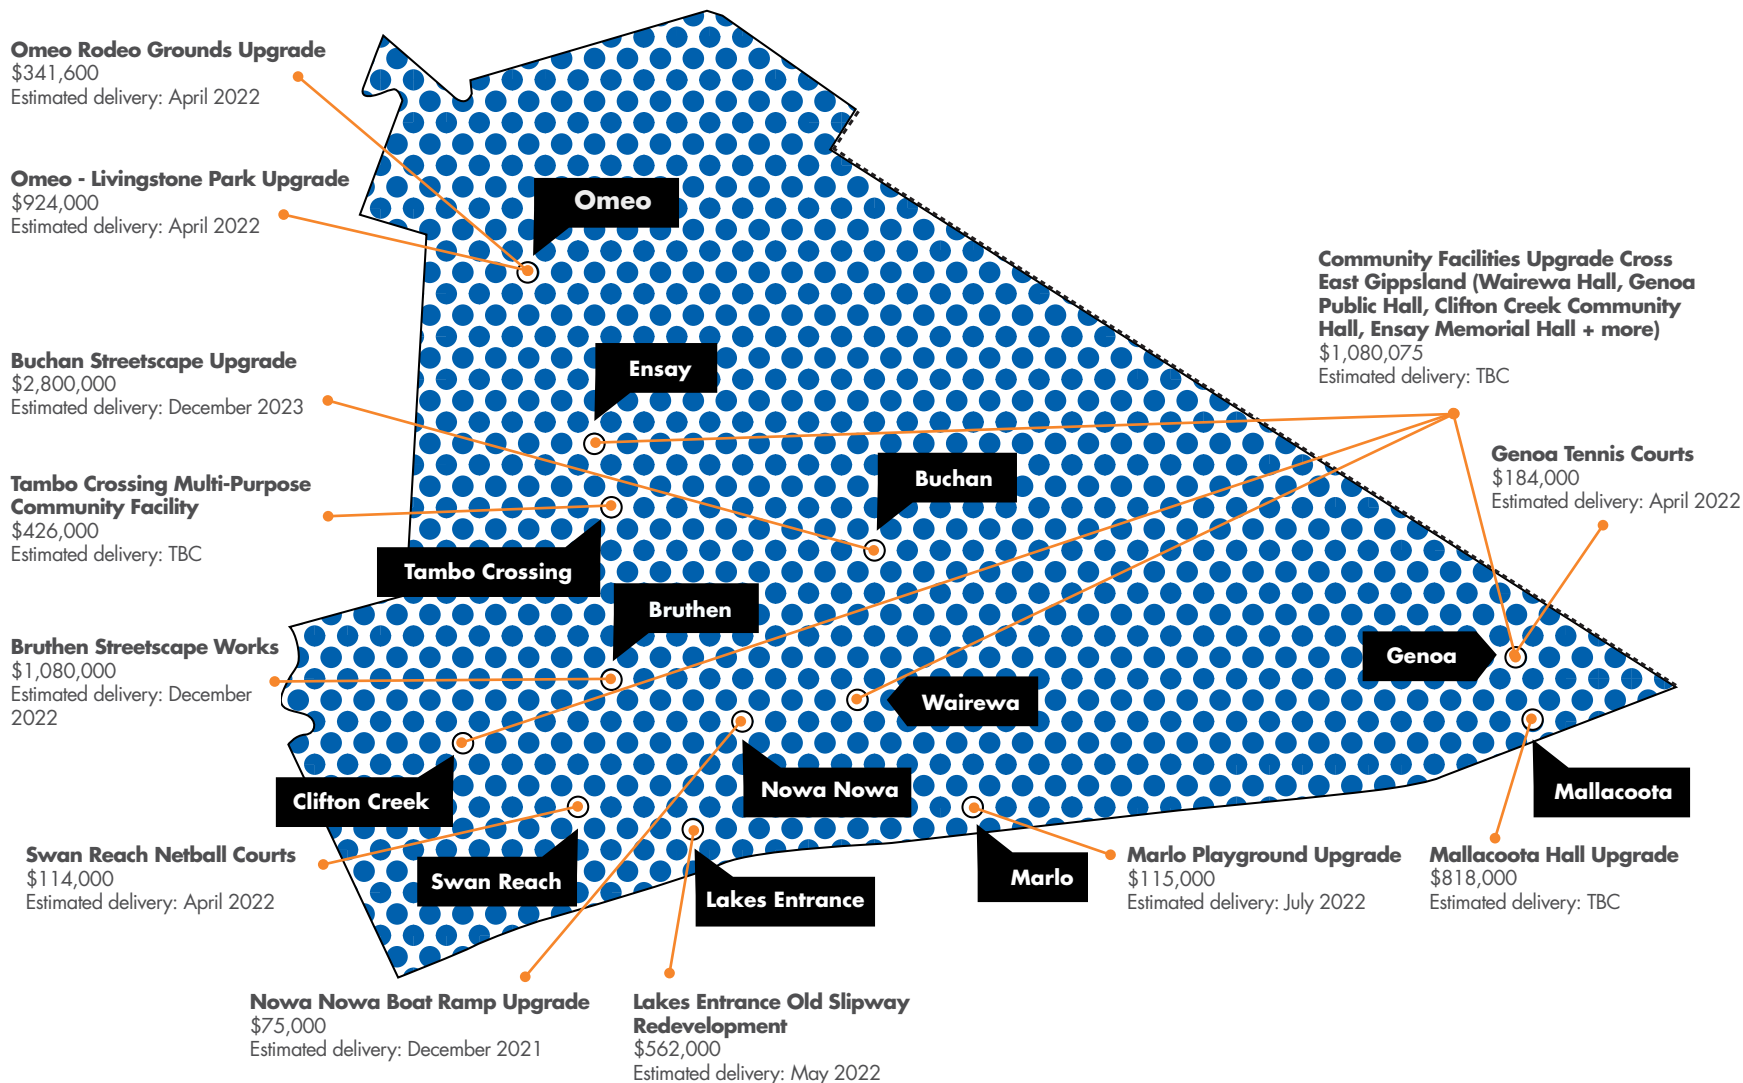 Omeo Rodeo Grounds Upgrade
$341,600
Estimated delivery: April 2022
Omeo - Livingstone Park Upgrade
$924,000
Estimated delivery: April 2022
Omeo
Community Facilities Upgrade Cross
East Gippsland (Wairewa Hall, Genoa
Public Hall, Clifton Creek Community
Hall, Ensay Memorial Hall + more)
$1,080,075
Estimated delivery: TBC
Buchan Streetscape Upgrade
$2,800,000
Estimated delivery: December 2023
Ensay
Genoa Tennis Courts
$184,000
Estimated delivery: April 2022
Buchan
Tambo Crossing Multi-Purpose
Community Facility
$426,000
Estimated delivery: TBC
Tambo Crossing
Bruthen
Bruthen Streetscape Works
$1,080,000
Estimated delivery: December
2022
Genoa
Wairewa
Nowa Nowa
Mallacoota
Clifton Creek
Swan Reach Netball Courts
$114,000
Estimated delivery: April 2022
Swan Reach
Lakes Entrance
Marlo
Marlo Playground Upgrade
$115,000
Estimated delivery: July 2022
Mallacoota Hall Upgrade
$818,000
Estimated delivery: TBC
Nowa Nowa Boat Ramp Upgrade
$75,000
Estimated delivery: December 2021
Lakes Entrance Old Slipway
Redevelopment
$562,000
Estimated delivery: May 2022